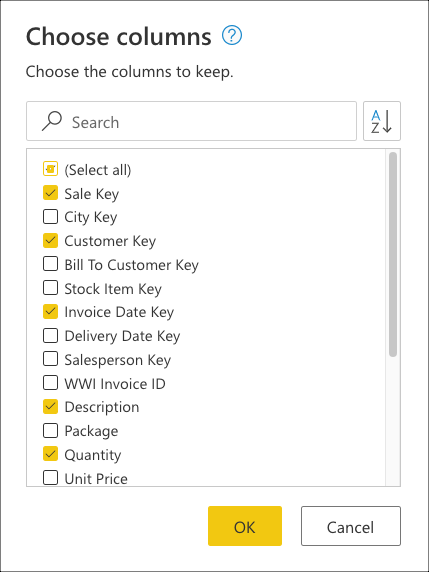 Choose columns ?
Choose the columns to keep.
Search
A
Z
(Select all)
Sale Key
City Key
Customer Key
Bill To Customer Key
Stock Item Key
Invoice Date Key
Delivery Date Key
Salesperson Key
WWI Invoice ID
Description
Package
Quantity
Unit Price
OK Cancel